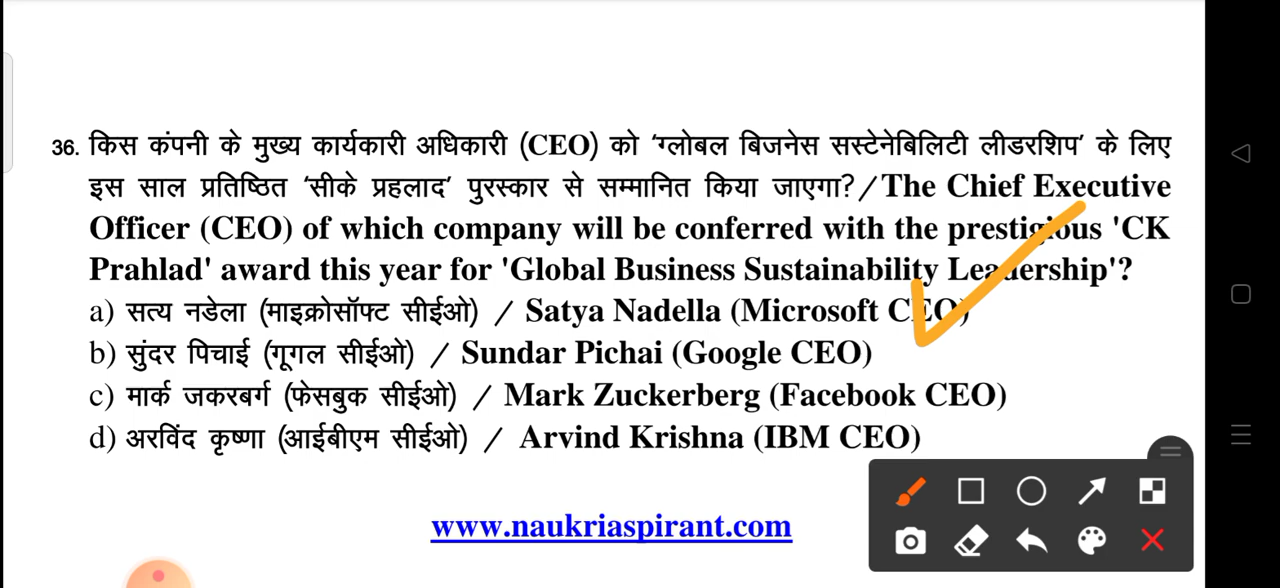 36. किस कंपनी के मुख्य कार्यकारी अधिकारी (CEO) को ‘ग्लोबल बिजनेस सस्टेनेबिलिटी लीडरशिप’ के लिए
इस साल प्रतिष्ठित ‘सीके प्रहलाद’ पुरस्कार से सम्मानित किया जाएगा?/The Chief Executive
Officer (CEO) of which company will be conferred with the prestigious 'CK
Prahlad' award this year for 'Global Business Sustainability Leadership'?
a) सत्य नडेला (माइक्रोसॉफ्ट सीईओ) / Satya Nadella (Microsoft CEO)
b) सुंदर पिचाई (गूगल सीईओ) / Sundar Pichai (Google CEO)
c) मार्क जकरबर्ग (फेसबुक सीईओ) / Mark Zuckerberg (Facebook CEO)
d) अरविंद कृष्णा (आईबीएम सीईओ) / Arvind Krishna (IBM CEO)
www.naukriaspirant.com